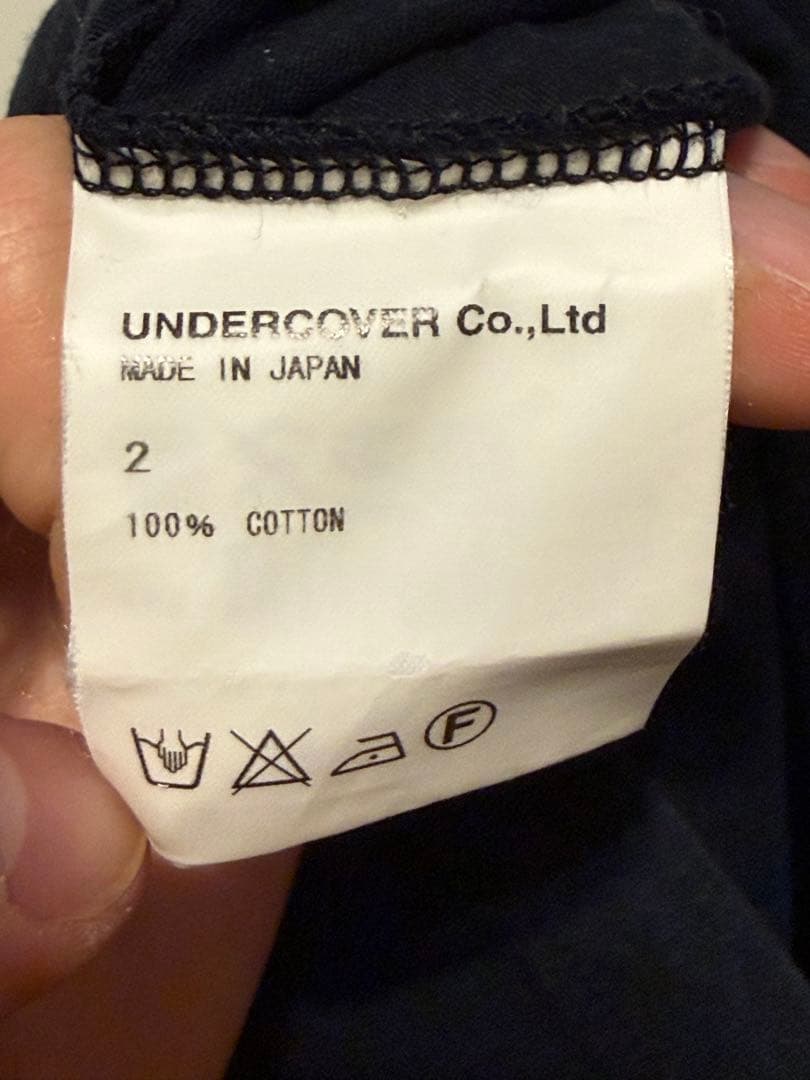 UNDERCOVER Co.,Ltd
MADE IN JAPAN
2
100% COTTON
F